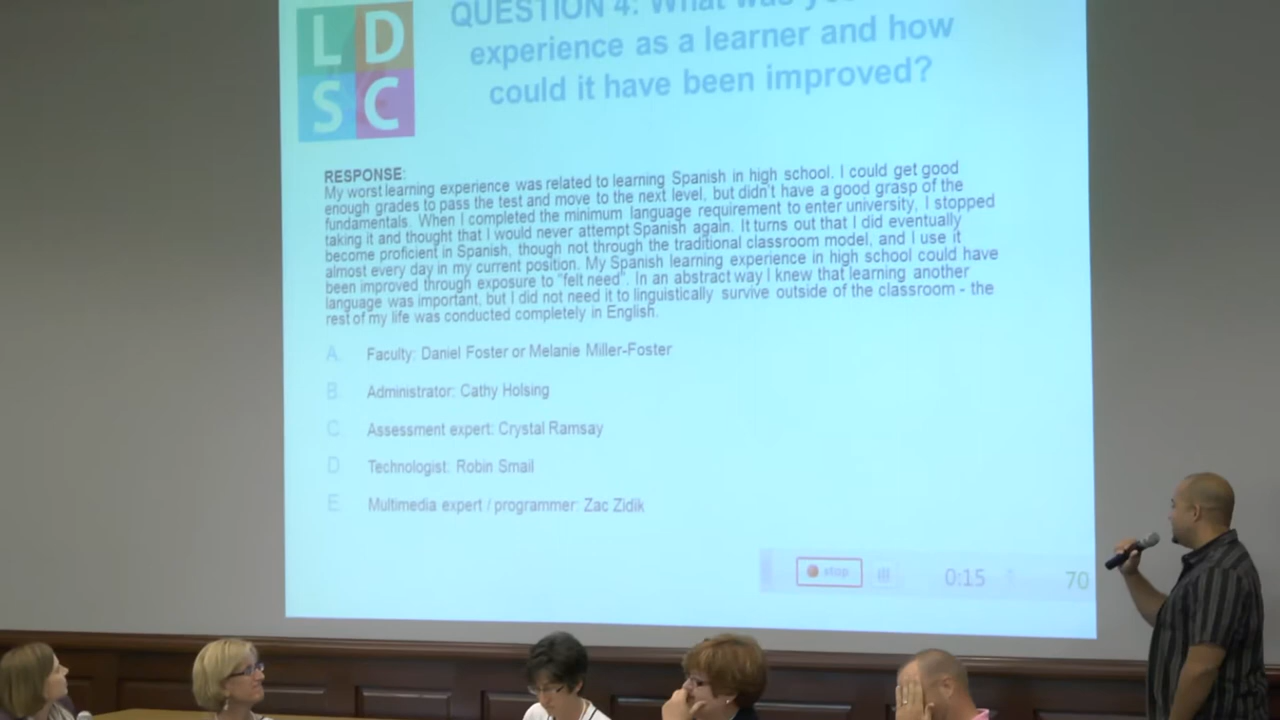 LD
SC
QUESTION 4: What was
experience as a learner and how
could it have been improved?
RESPONSE:
My worst learning experience was related to learning Spanish in high school. I could get good
enough grades to pass the test and move to the next level, but didn't have a good grasp of the
fundamentals. When I completed the minimum language requirement to enter university, I stopped
taking it and thought that I would never attempt Spanish again. It turns out that I did eventually
become proficient in Spanish, though not through the traditional classroom model, and I use it
almost every day in my current position. My Spanish learning experience in high school could have
been improved through exposure to "felt need". In an abstract way I knew that learning another
language was important, but I did not need it to linguistically survive outside of the classroom - the
rest of my life was conducted completely in English.
A. Faculty: Daniel Foster or Melanie Miller-Foster
B. Administrator: Cathy Holsing
C. Assessment expert: Crystal Ramsay
D. Technologist: Robin Smail
E. Multimedia expert / programmer: Zac Zidik
stop 0:15 70